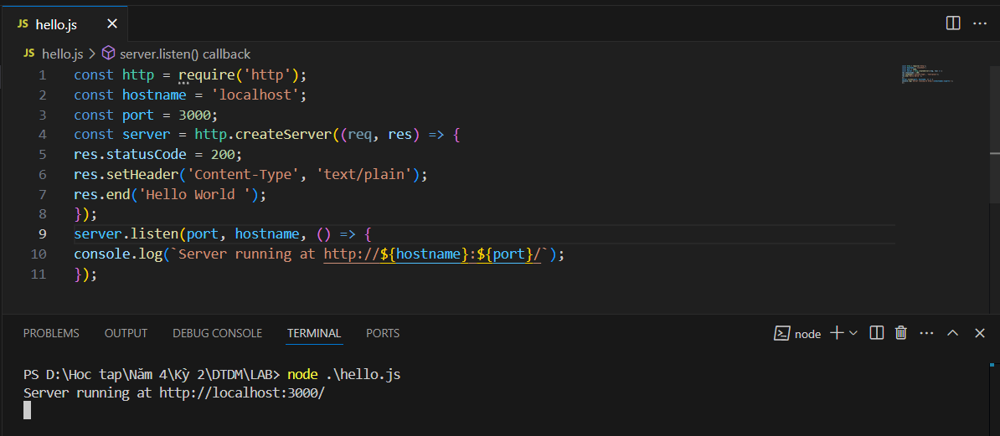 JS hello.js
JS hello.js > server.listen() callback
1 const http = require('http');
2 const hostname = 'localhost';
3 const port = 3000;
4 const server = http.createServer((req, res) => {
5 res.statusCode = 200;
6 res.setHeader('Content-Type', 'text/plain');
7 res.end('Hello World ');
8 });
9 server.listen(port, hostname, () => {
10 console.log(`Server running at http://${hostname}:${port}/`);
11 });
PROBLEMS OUTPUT DEBUG CONSOLE TERMINAL PORTS node
PS D:\Hoc tap\Năm 4\Kỳ 2\DTDM\LAB> node .\hello.js
Server running at http://localhost:3000/